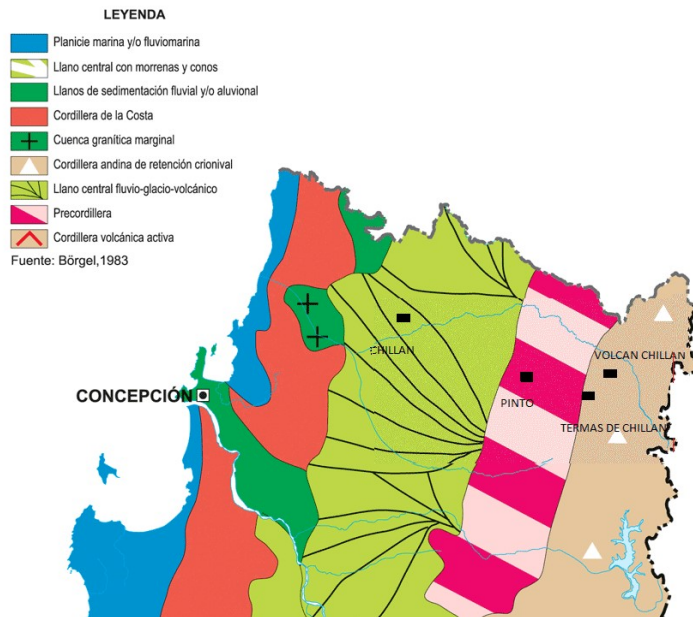 LEYENDA
Planicie marina y/o fluviomarina
Llano central con morrenas y conos
Llanos de sedimentación fluvial y/o aluvional
Cordillera de la Costa
Cuenca granítica marginal
Cordillera andina de retención crionival
Llano central fluvio-glacio-volcánico
Precordillera
Cordillera volcánica activa
Fuente: Börgel,1983
CHILLAN
VOLCAN CHILLAN
CONCEPCIÓN
PINTO
TERMAS DE CHILLAN